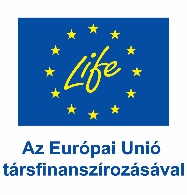 Life
Az Európai Unió
társfinanszírozásával